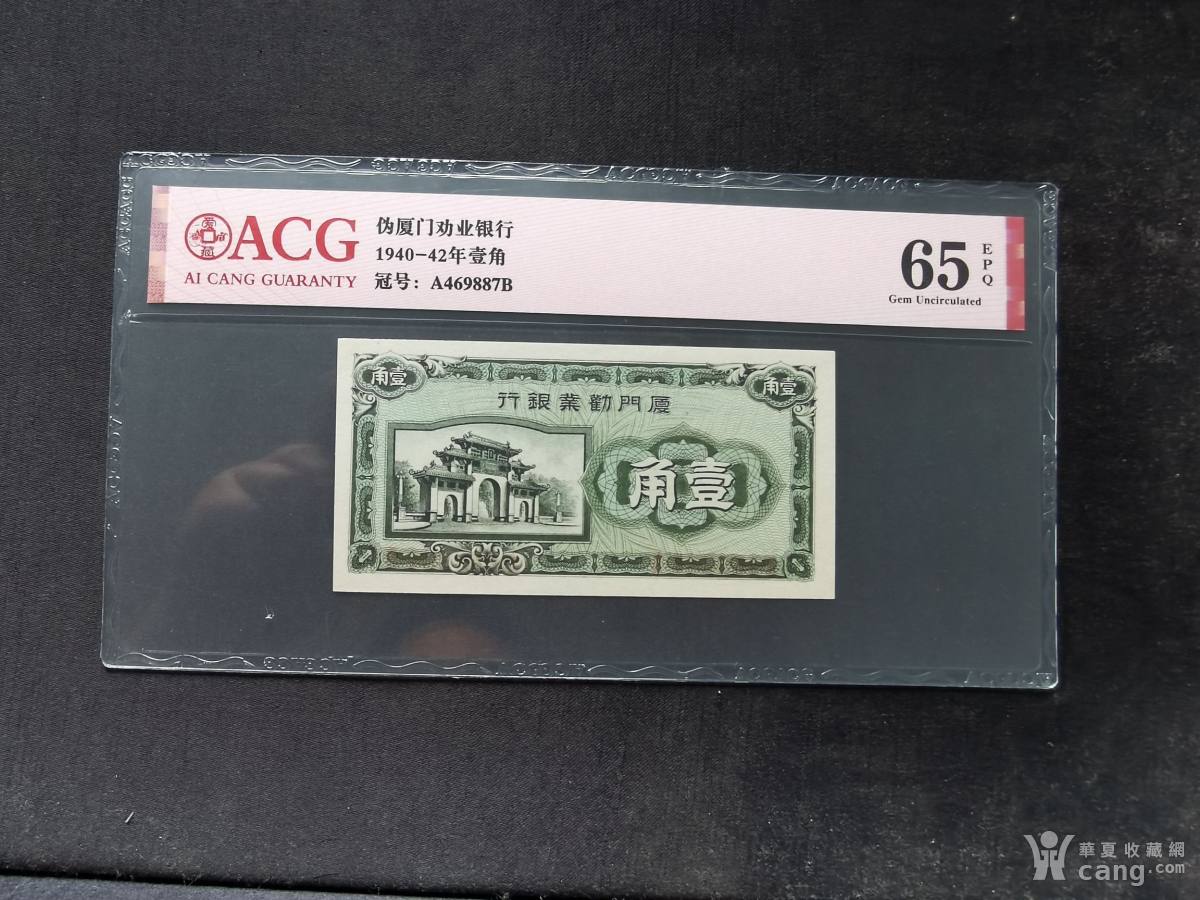 ACG
AI CANG GUARANTY
伪厦门劝业银行
1940-42年壹角
冠号：A469887B
65
EPQ
Gem Uncirculated
角壹
角壹
行銀業勸門厦
角壹
華夏收藏網
cang.com